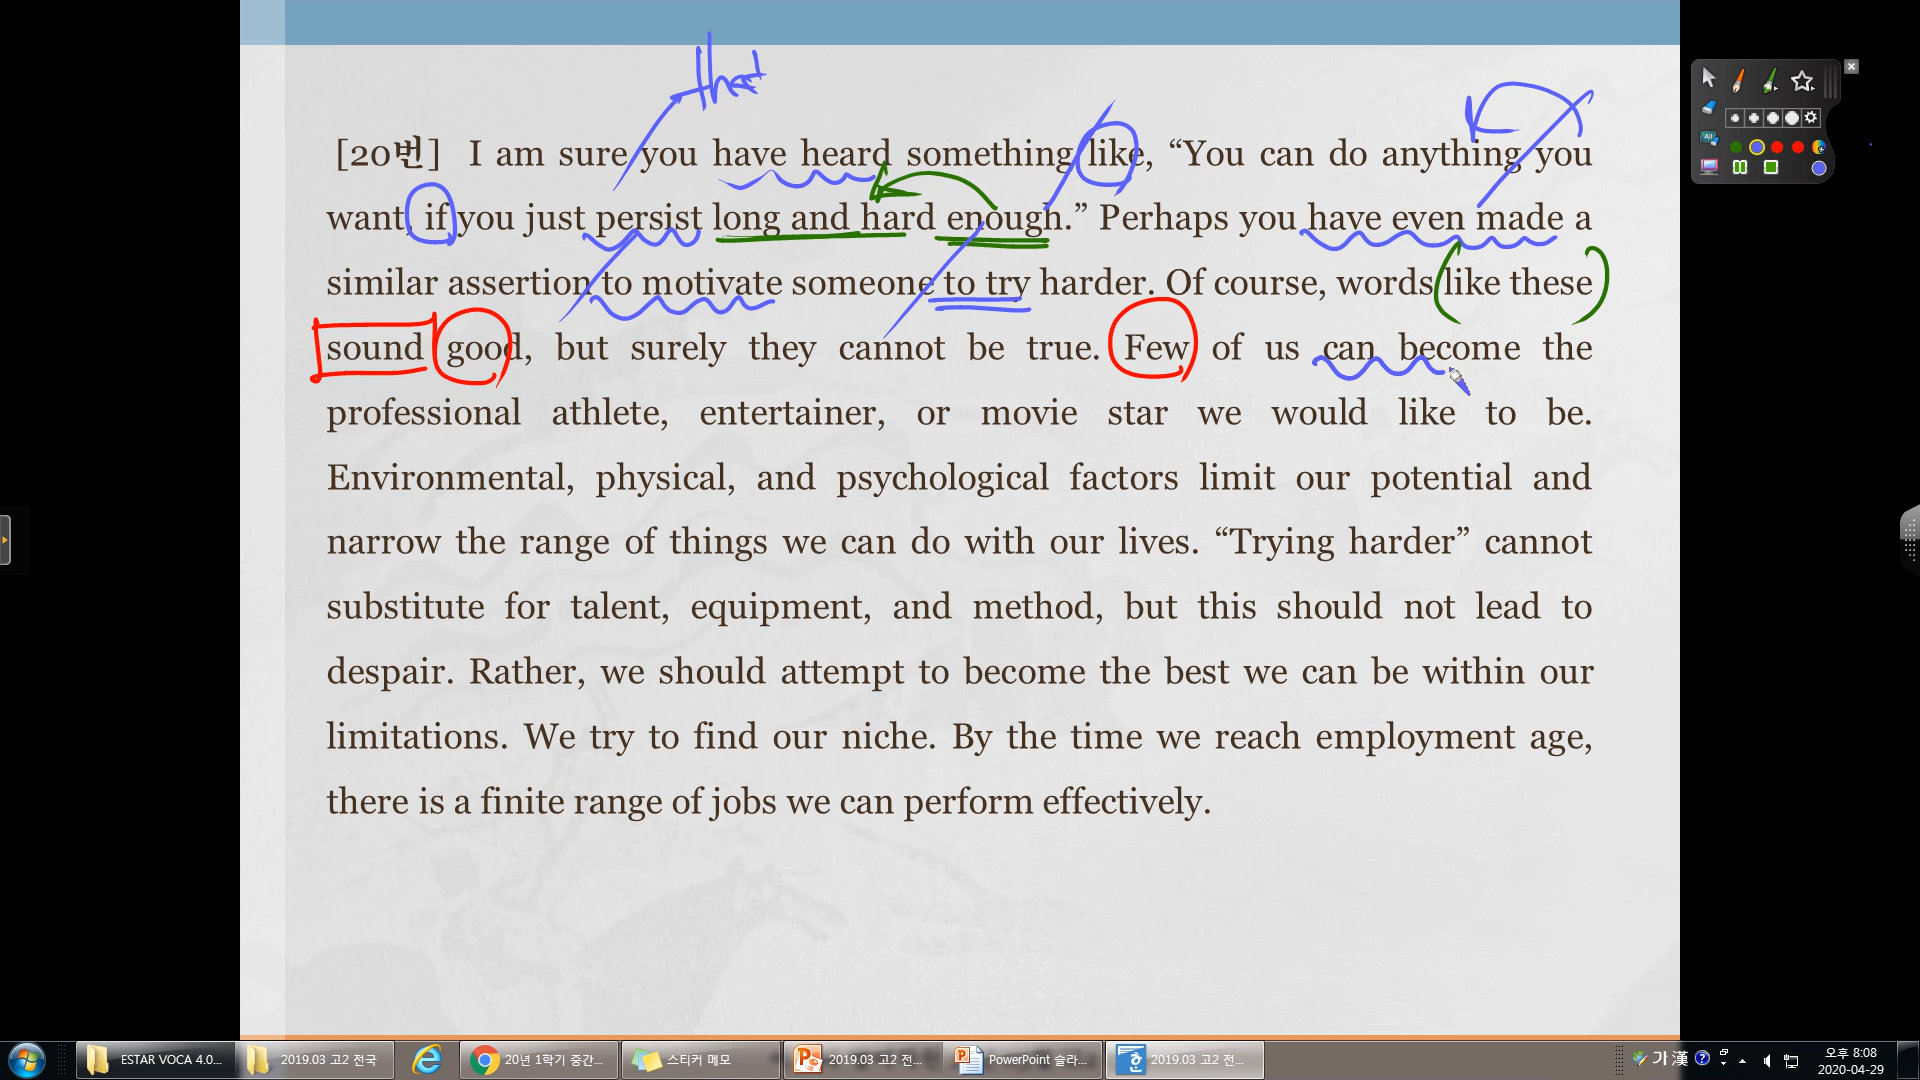 that
[20번] I am sure you have heard something like, “You can do anything you
want, if you just persist long and hard enough.” Perhaps you have even made a
similar assertion to motivate someone to try harder. Of course, words like these
sound good, but surely they cannot be true. Few of us can become the
professional athlete, entertainer, or movie star we would like to be.
Environmental, physical, and psychological factors limit our potential and
narrow the range of things we can do with our lives. “Trying harder” cannot
substitute for talent, equipment, and method, but this should not lead to
despair. Rather, we should attempt to become the best we can be within our
limitations. We try to find our niche. By the time we reach employment age,
there is a finite range of jobs we can perform effectively.
ESTAR VOCA 4.0... 2019.03 고2 전국 20년 1학기 중간... 스티커 메모 2019.03 고2 전... PowerPoint 슬라... 2019.03 고2 전... 가 漢 오후 8:08
2020-04-29